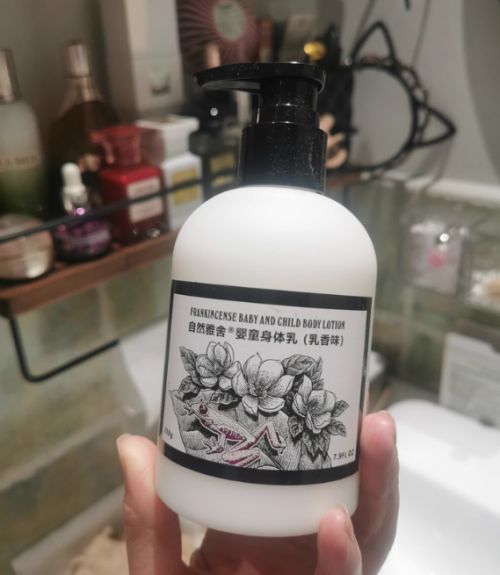 FRANKINCENSE BABY AND CHILD BODY LOTION
自然雅舍®婴童身体乳（乳香味）
7.9FL OZ